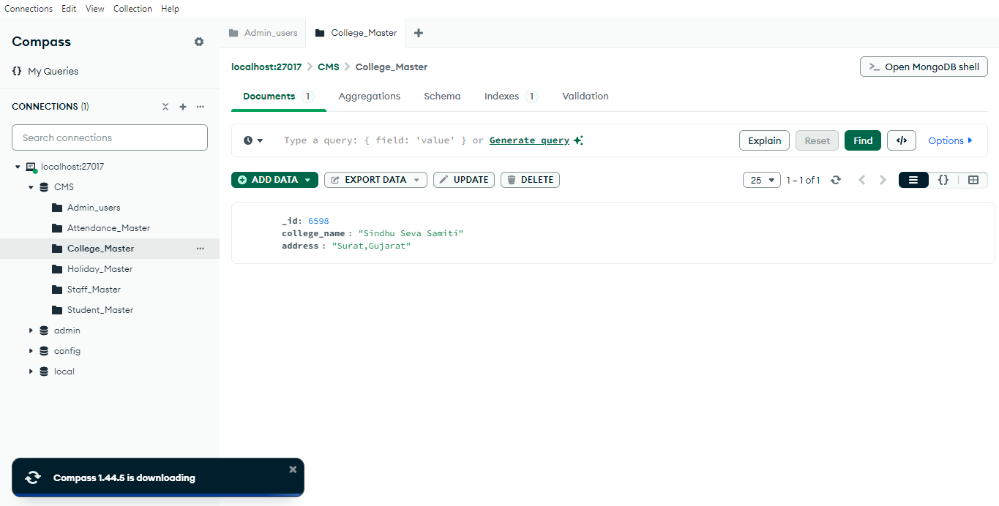 Connections Edit View Collection Help
Compass
{} My Queries
CONNECTIONS (1)
Search connections
localhost:27017
CMS
Admin_users
Attendance_Master
College_Master
Holiday_Master
Staff_Master
Student_Master
admin
config
local
Compass 1.44.5 is downloading
Admin_users College_Master
localhost:27017 > CMS > College_Master
>_ Open MongoDB shell
Documents 1 Aggregations Schema Indexes 1 Validation
Type a query: { field: 'value' } or Generate query
Explain Reset Find </> Options
ADD DATA EXPORT DATA UPDATE DELETE
25 1 – 1 of 1 {}
_id: 6598
college_name : "Sindhu Seva Samiti"
address : "Surat,Gujarat"